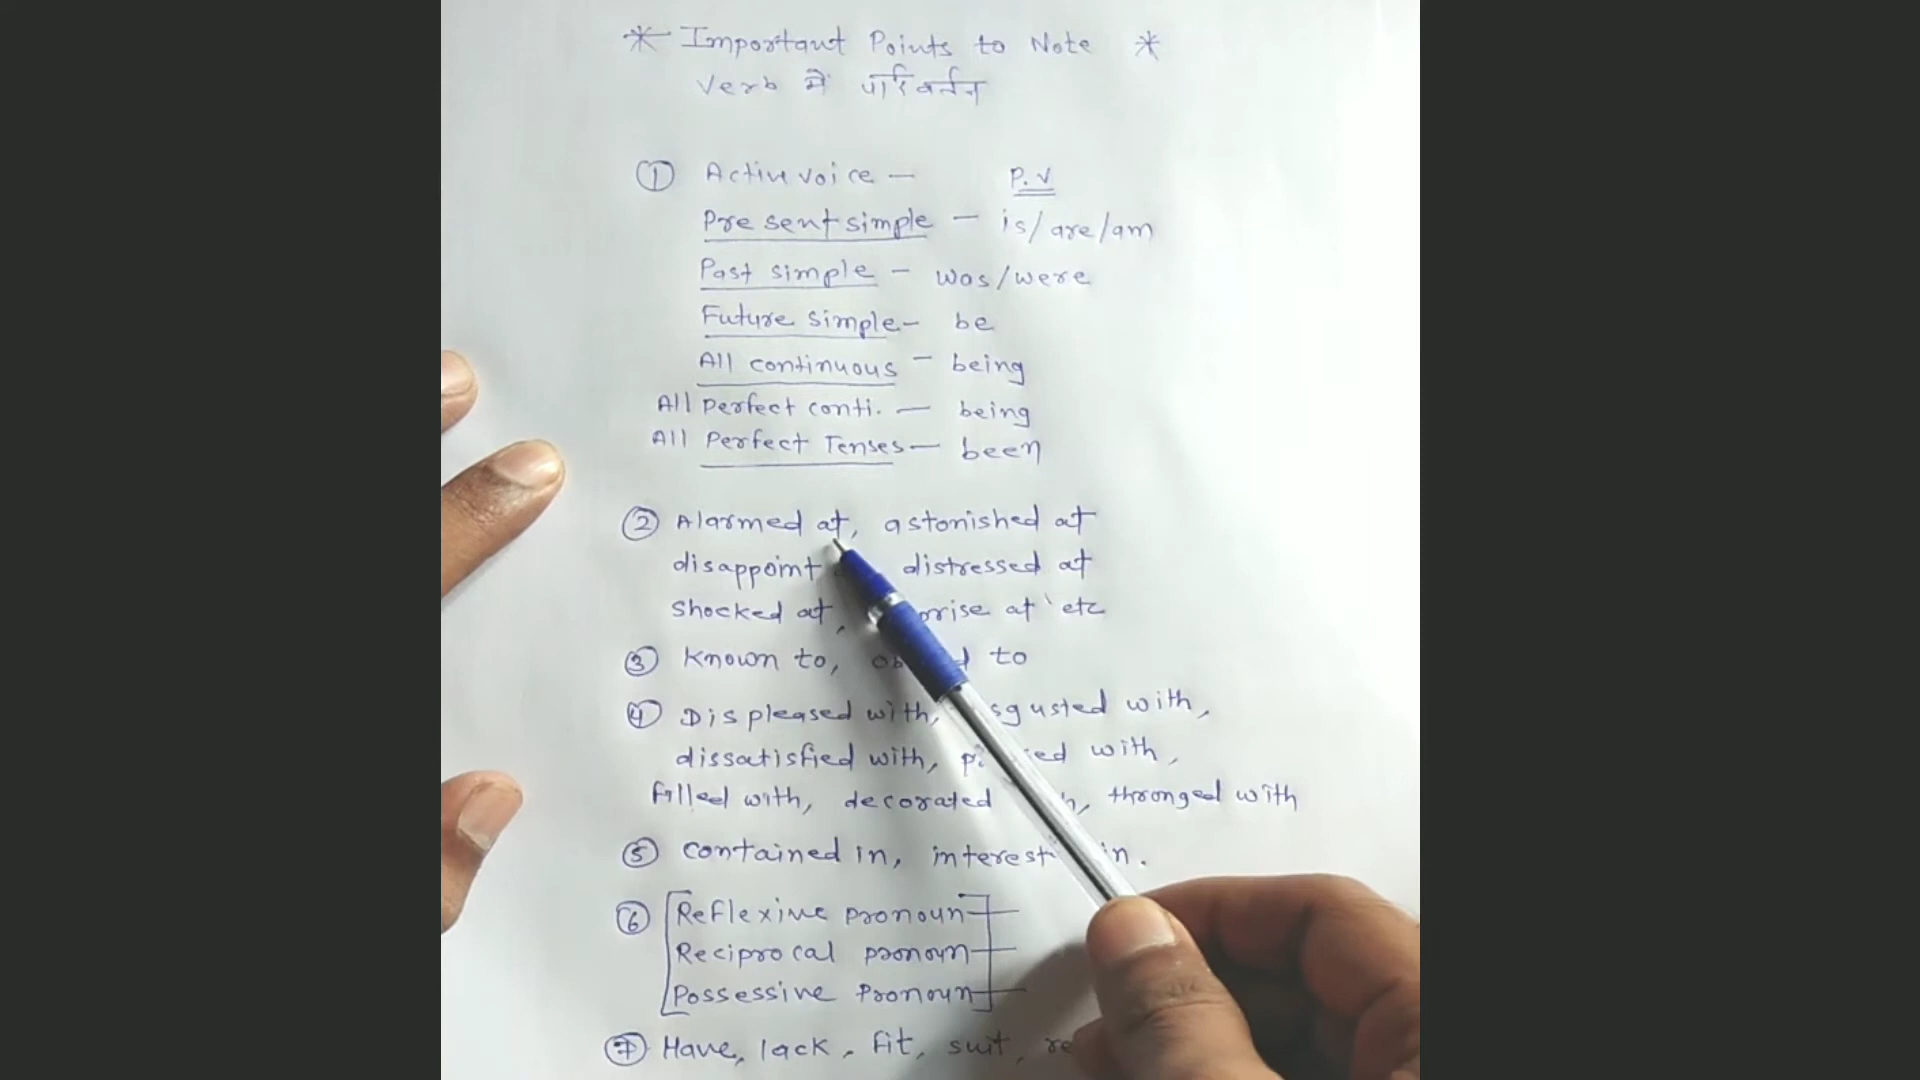 * Important Points to Note *
Verb में परिवर्तन
① Active voice — P.V
Present simple — is/are/am
Past simple — was/were
Future simple — be
All continuous — being
All perfect conti. — being
All Perfect Tenses — been
② Alarmed at, astonished at
disappoint distressed at
shocked at, at etc
③ Known to, to
④ Displeased with, with,
dissatisfied with, with,
filled with, decorated thronged with
⑤ contained in, in.
⑥ Reflexive pronoun —
Reciprocal pronoun —
Possessive Pronoun —
⑦ Have, lack, fit, suit,